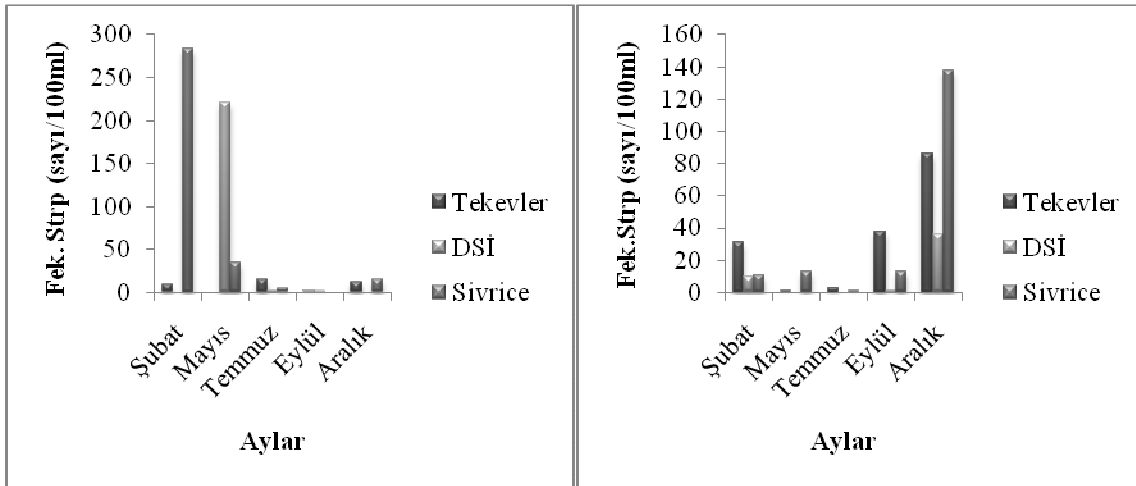 Fek.Strp (sayı/100ml)
300
250
200
150
100
50
0
Şubat
Mayıs
Temmuz
Eylül
Aralık
Aylar
Tekevler
DSİ
Sivrice
Fek.Strp (sayı/100ml)
160
140
120
100
80
60
40
20
0
Şubat
Mayıs
Temmuz
Eylül
Aralık
Aylar
Tekevler
DSİ
Sivrice